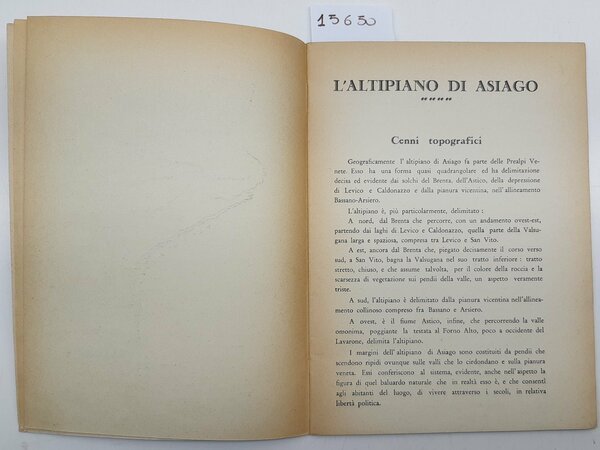 15650
L'ALTIPIANO DI ASIAGO
Cenni topografici
Geograficamente l'altipiano di Asiago fa parte delle Prealpi Ve-
nete. Esso ha una forma quasi quadrangolare ed ha delimitazione
decisa ed evidente dai solchi del Brenta, dell'Astico, della depressione
di Levico e Caldonazzo e dalla pianura vicentina, nell'allineamento
Bassano-Arsiero.
L'altipiano è, più particolarmente, delimitato :
A nord, dal Brenta che percorre, con un andamento ovest-est,
partendo dai laghi di Levico e Caldonazzo, quella parte della Valsu-
gana larga e spaziosa, compresa tra Levico e San Vito.
A est, ancora dal Brenta che, piegato decisamente il corso verso
sud, a San Vito, bagna la Valsugana nel suo tratto inferiore : tratto
stretto, chiuso, e che assume talvolta, per il colore della roccia e la
scarsezza di vegetazione sui pendii della valle, un aspetto veramente
triste.
A sud, l'altipiano è delimitato dalla pianura vicentina nell'allinea-
mento collinoso compreso fra Bassano e Arsiero.
A ovest, è il fiume Astico, infine, che percorrendo la valle
omonima, poggiante la testata al Forno Alto, poco a occidente del
Lavarone, delimita l'altipiano.
I margini dell'altipiano di Asiago sono costituiti da pendii che
scendono ripidi ovunque sulle valli che lo cirdondano e sulla pianura
veneta. Essi conferiscono al sistema, evidente, anche nell'aspetto la
figura di quel baluardo naturale che in realtà esso è, e che consentì
agli abitanti del luogo, di vivere attraverso i secoli, in relativa
libertà politica.